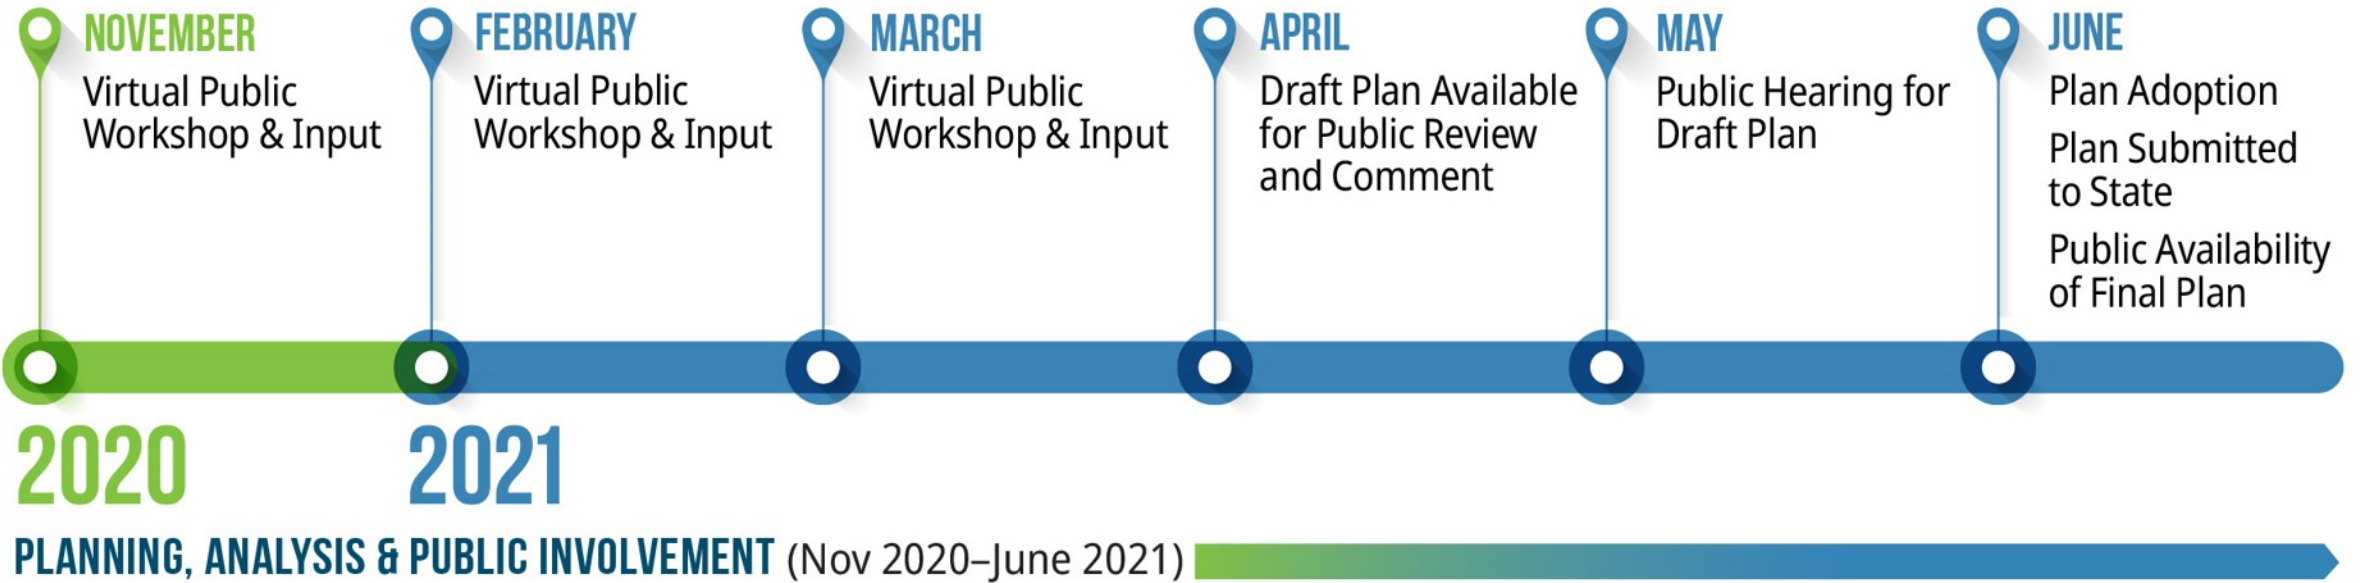 NOVEMBER
Virtual Public
Workshop & Input
FEBRUARY
Virtual Public
Workshop & Input
MARCH
Virtual Public
Workshop & Input
APRIL
Draft Plan Available
for Public Review
and Comment
MAY
Public Hearing for
Draft Plan
JUNE
Plan Adoption
Plan Submitted
to State
Public Availability
of Final Plan
2020
2021
PLANNING, ANALYSIS & PUBLIC INVOLVEMENT (Nov 2020–June 2021)